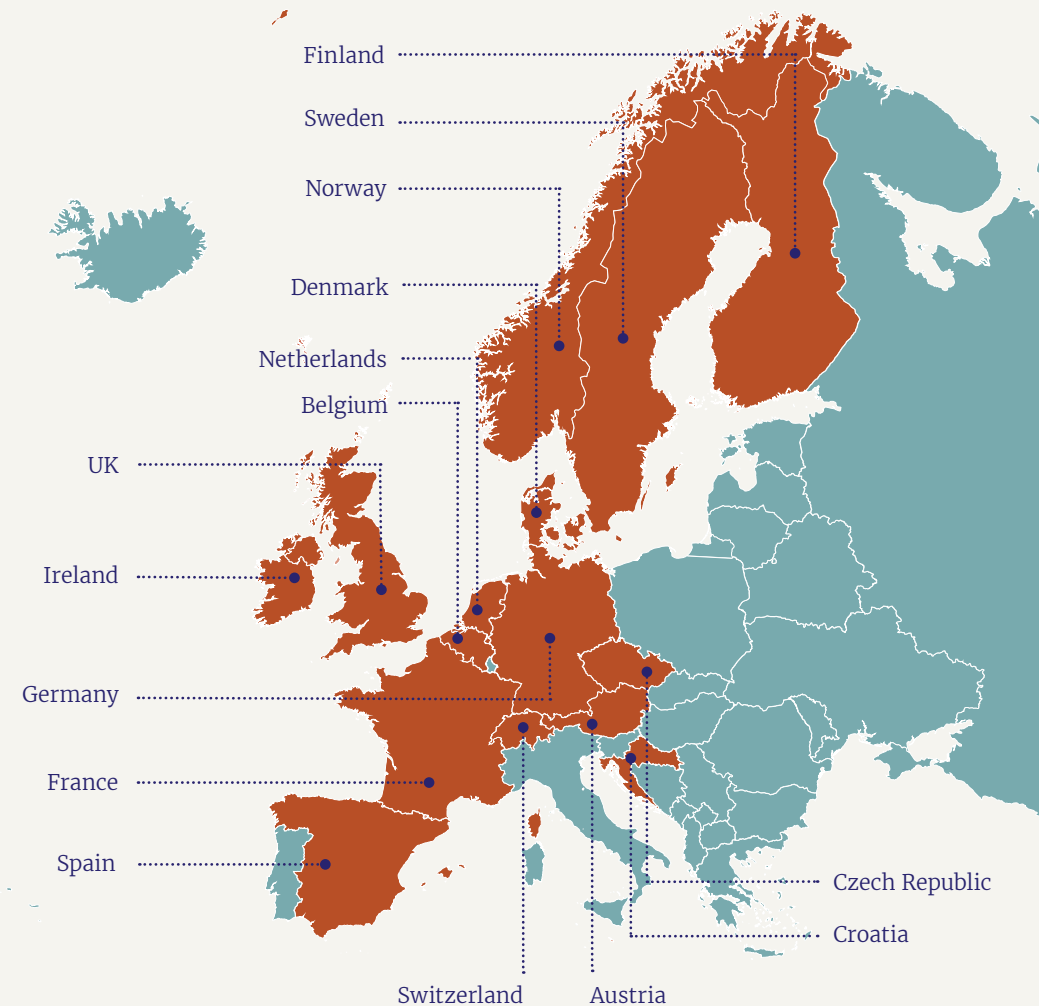 Finland
Sweden
Norway
Denmark
Netherlands
Belgium
UK
Ireland
Germany
France
Spain
Czech Republic
Croatia
Switzerland
Austria